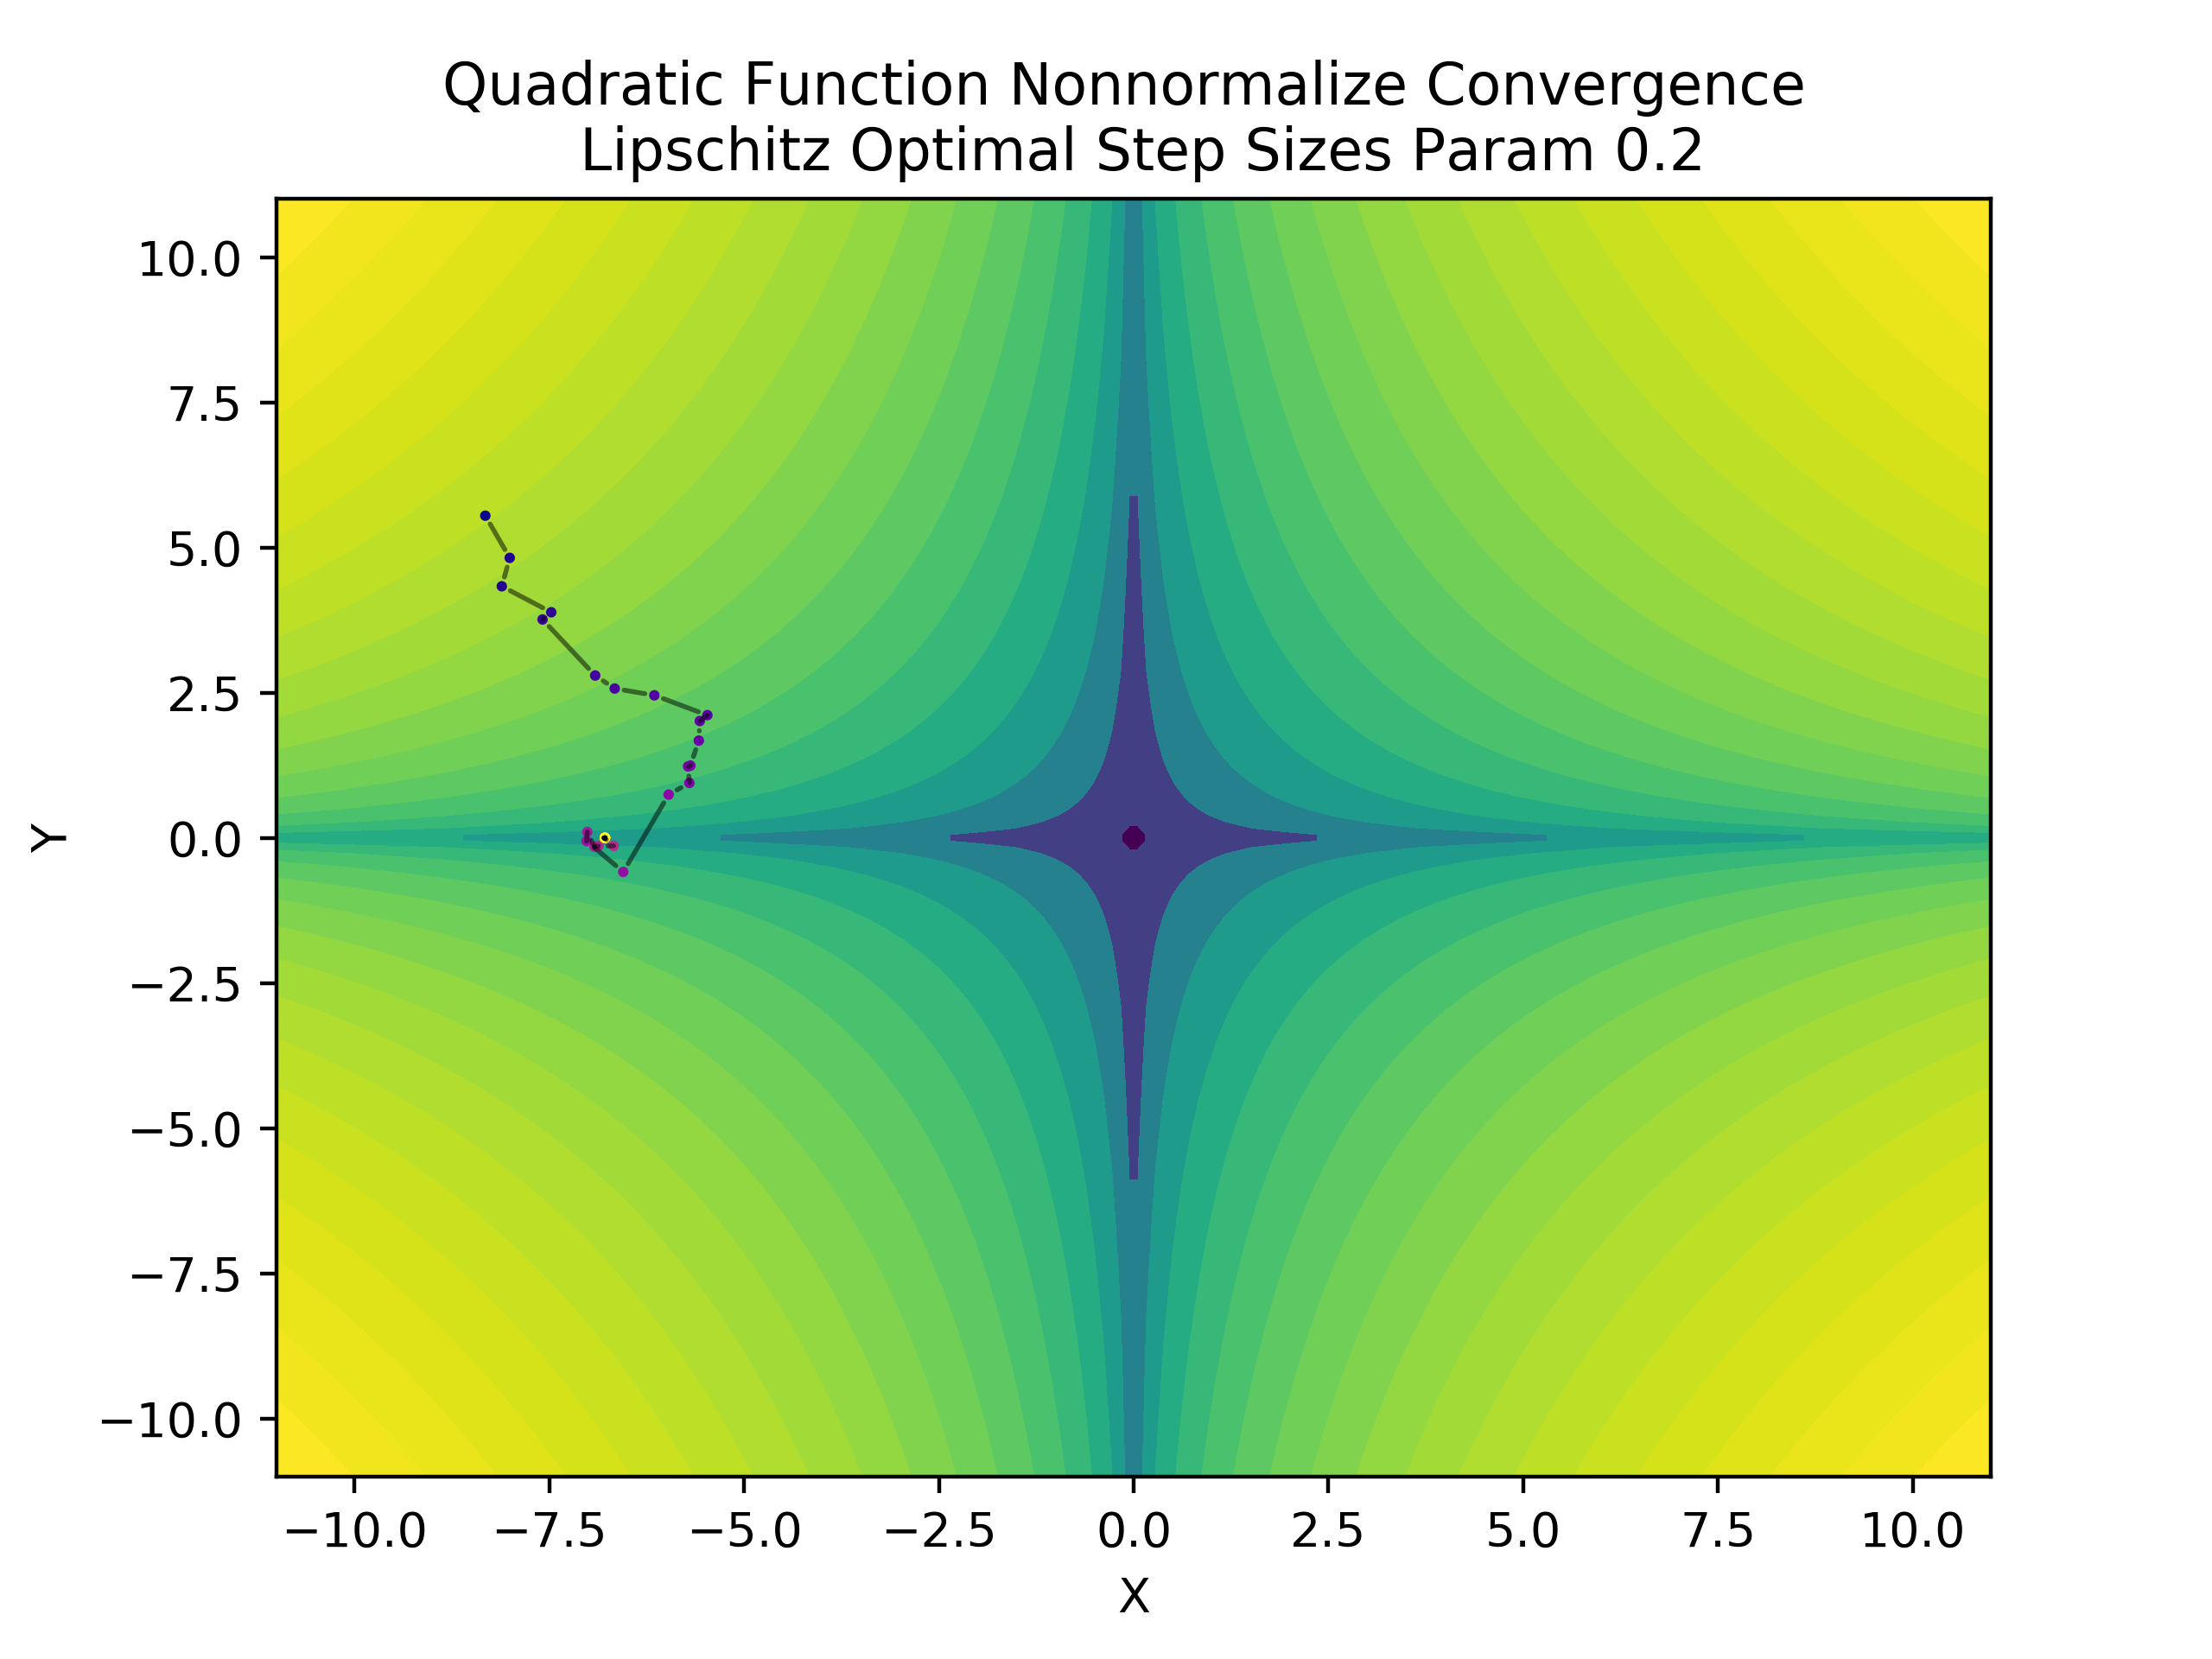 Quadratic Function Nonnormalize Convergence
Lipschitz Optimal Step Sizes Param 0.2
10.0
7.5
5.0
2.5
0.0
−2.5
−5.0
−7.5
−10.0
Y
−10.0 −7.5 −5.0 −2.5 0.0 2.5 5.0 7.5 10.0
X